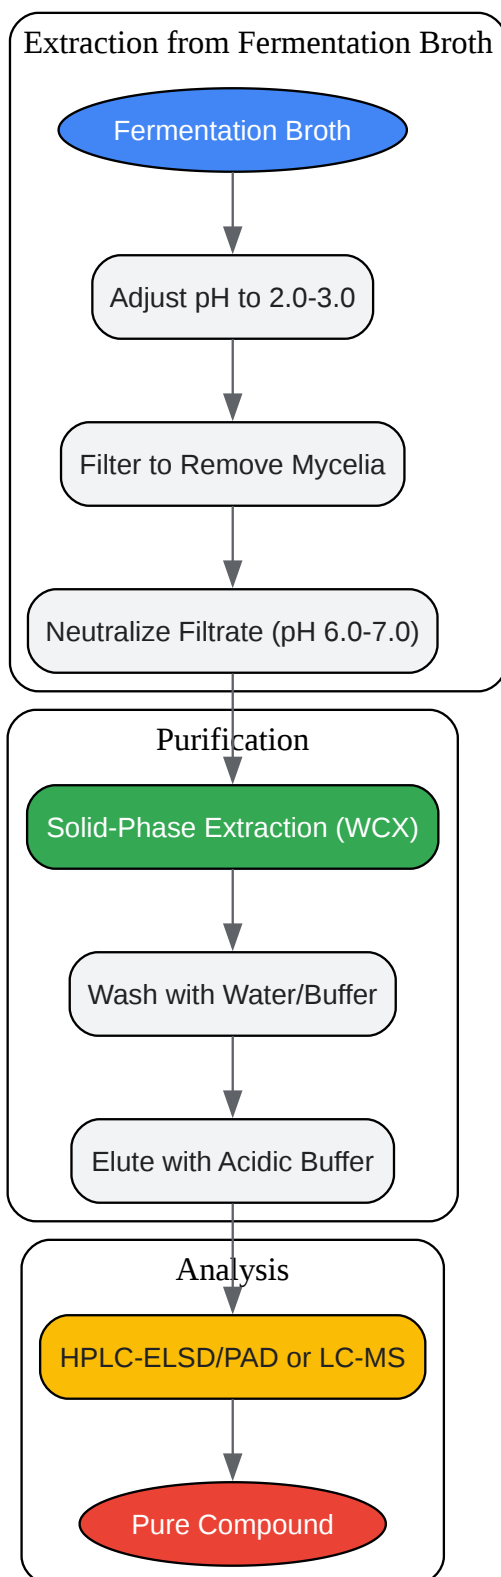 Extraction from Fermentation Broth
Fermentation Broth
Adjust pH to 2.0-3.0
Filter to Remove Mycelia
Neutralize Filtrate (pH 6.0-7.0)
Purification
Solid-Phase Extraction (WCX)
Wash with Water/Buffer
Elute with Acidic Buffer
Analysis
HPLC-ELSD/PAD or LC-MS
Pure Compound